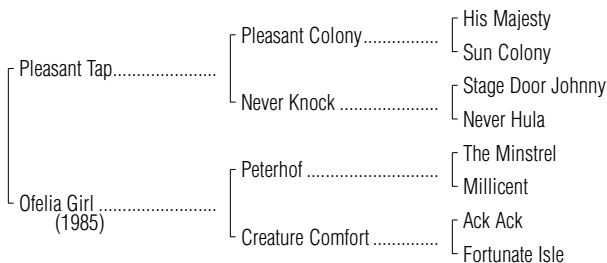 His Majesty
Pleasant Colony................
Sun Colony
Pleasant Tap......................
Stage Door Johnny
Never Knock .....................
Never Hula
The Minstrel
Peterhof ............................
Millicent
Ofelia Girl .........................
(1985)
Ack Ack
Creature Comfort ..............
Fortunate Isle